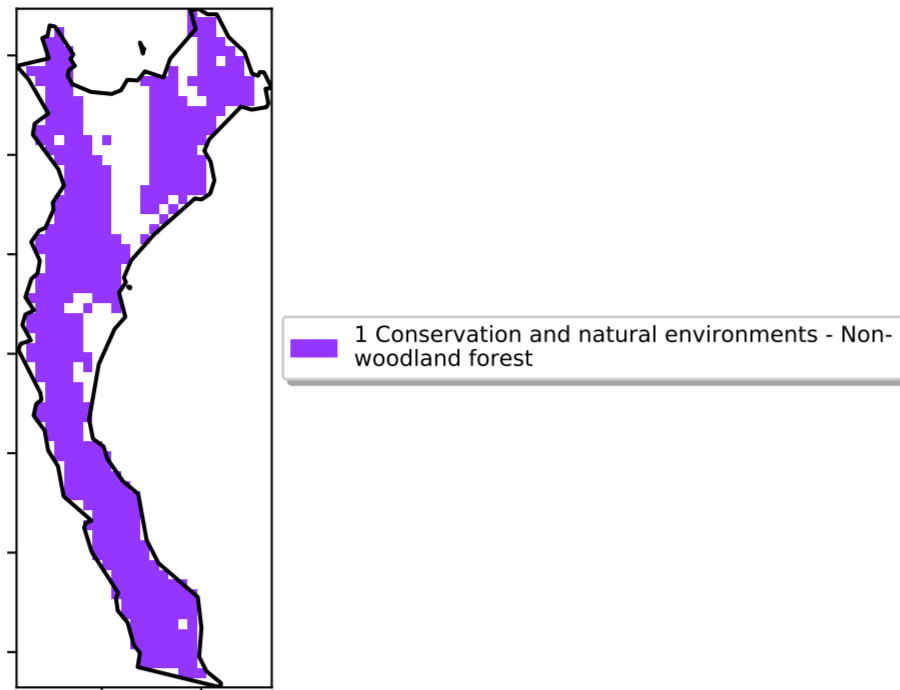 1 Conservation and natural environments - Non-
woodland forest